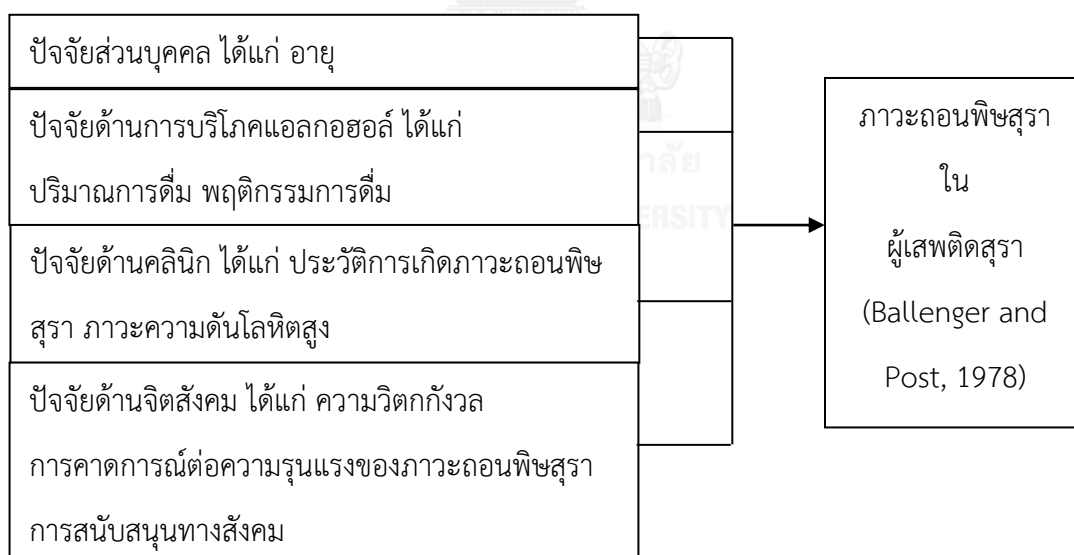 ปัจจัยส่วนบุคคล ได้แก่ อายุ
ปัจจัยด้านการบริโภคแอลกอฮอล์ ได้แก่
ปริมาณการดื่ม พฤติกรรมการดื่ม
ปัจจัยด้านคลินิก ได้แก่ ประวัติการเกิดภาวะถอนพิษ
สุรา ภาวะความดันโลหิตสูง
ปัจจัยด้านจิตสังคม ได้แก่ ความวิตกกังวล
การคาดการณ์ต่อความรุนแรงของภาวะถอนพิษสุรา
การสนับสนุนทางสังคม
ภาวะถอนพิษสุรา
ใน
ผู้เสพติดสุรา
(Ballenger and
Post, 1978)
าลัย
ERSITY